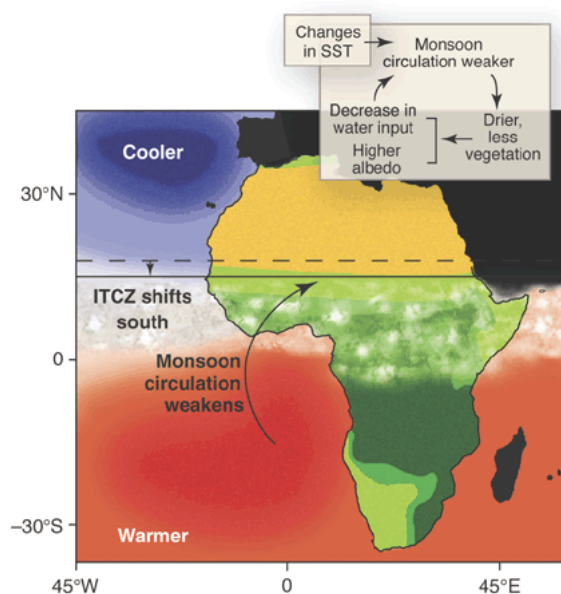 Changes
in SST
Monsoon
circulation weaker
Decrease in
water input
Higher
albedo
Drier,
less
vegetation
Cooler
30°N
ITCZ shifts
south
0
Monsoon
circulation
weakens
–30°S
Warmer
45°W
0
45°E